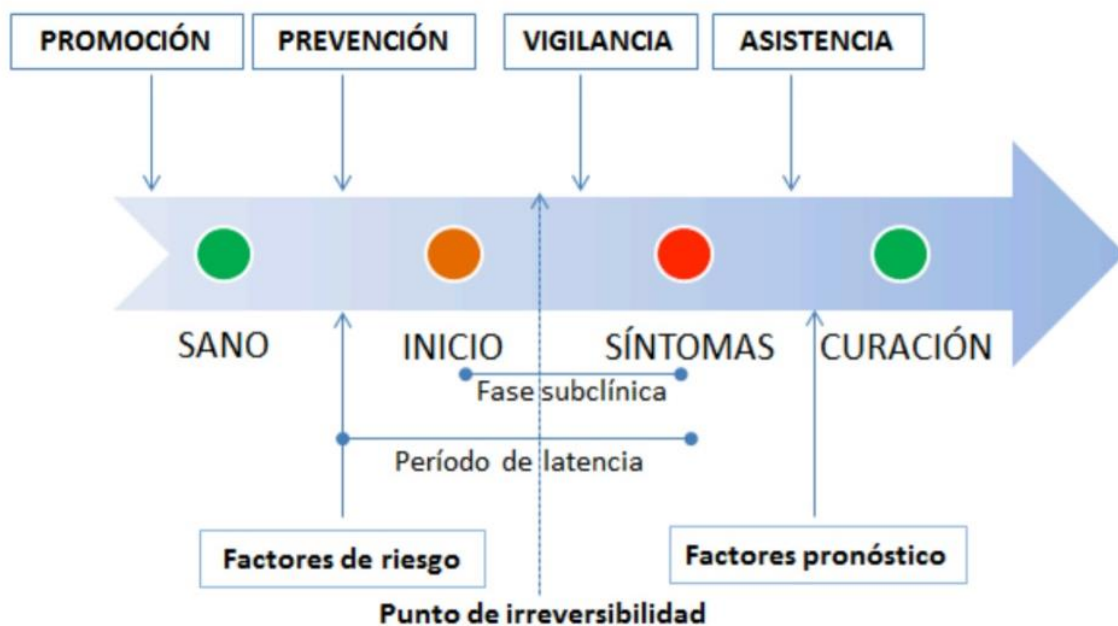 PROMOCIÓN
PREVENCIÓN
VIGILANCIA
ASISTENCIA
SANO
INICIO
SÍNTOMAS
CURACIÓN
Fase subclínica
Período de latencia
Factores de riesgo
Factores pronóstico
Punto de irreversibilidad